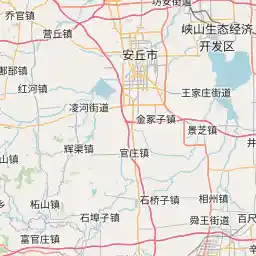 乔官镇
坊安街道
营丘镇
峡山生态经济
开发区
安丘市
鄌郚镇
红河镇
王家庄街道
凌河街道
金冢子镇
景芝镇
辉渠镇
官庄镇
百尺
柘山镇
石桥子镇
相州镇
石埠子镇
舜王街道
富官庄镇